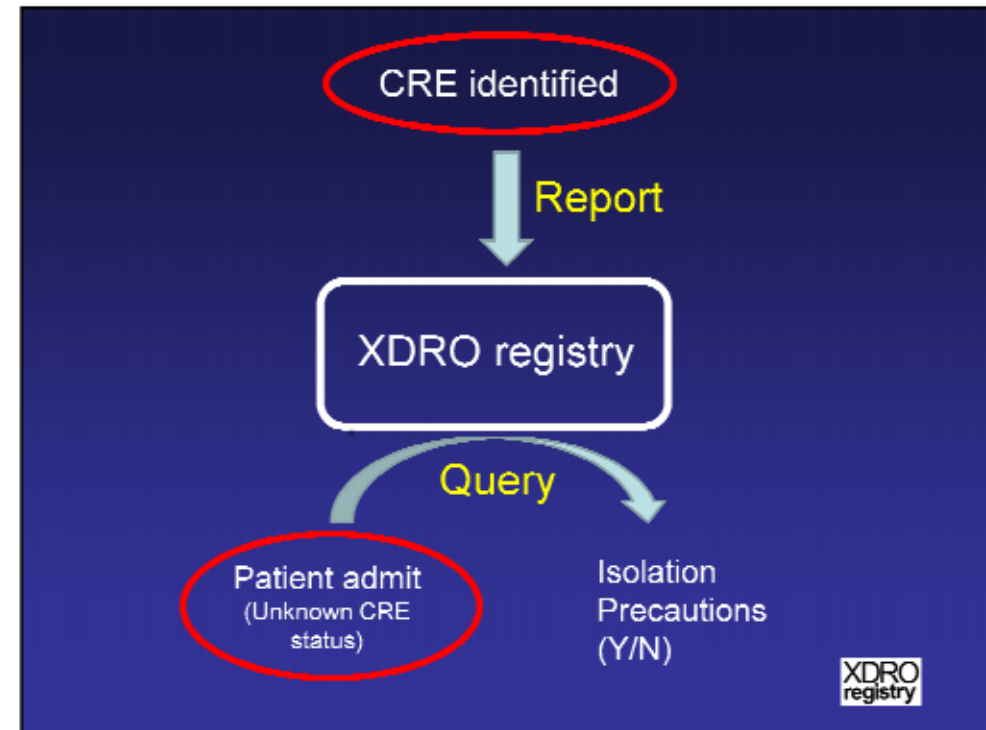 CRE identified
Report
XDRO registry
Query
Patient admit
(Unknown CRE
status)
Isolation
Precautions
(Y/N)
XDRO
registry